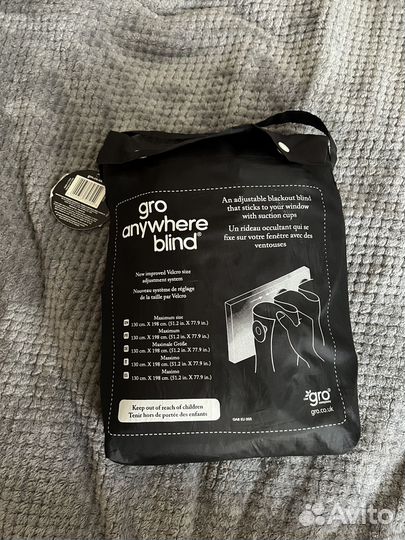 gro
anywhere
blind®
An adjustable blackout blind
that sticks to your window
with suction cups
Un rideau occultant qui se
fixe sur votre fenêtre avec des
ventouses
Now improved Velcro size
adjustment system
Nouveau système de réglage
de la taille par Velcro
Maximum size
130 cm. X 198 cm. (51.2 in. X 77.9 in.)
Maximum
130 cm. X 198 cm. (51.2 in. X 77.9 in.)
Maximale Größe
130 cm. X 198 cm. (51.2 in. X 77.9 in.)
Maximo
130 cm. X 198 cm. (51.2 in. X 77.9 in.)
Maximo
130 cm. X 198 cm. (51.2 in. X 77.9 in.)
Keep out of reach of children
Tenir hors de portée des enfants
gro
gro.co.uk
Avito